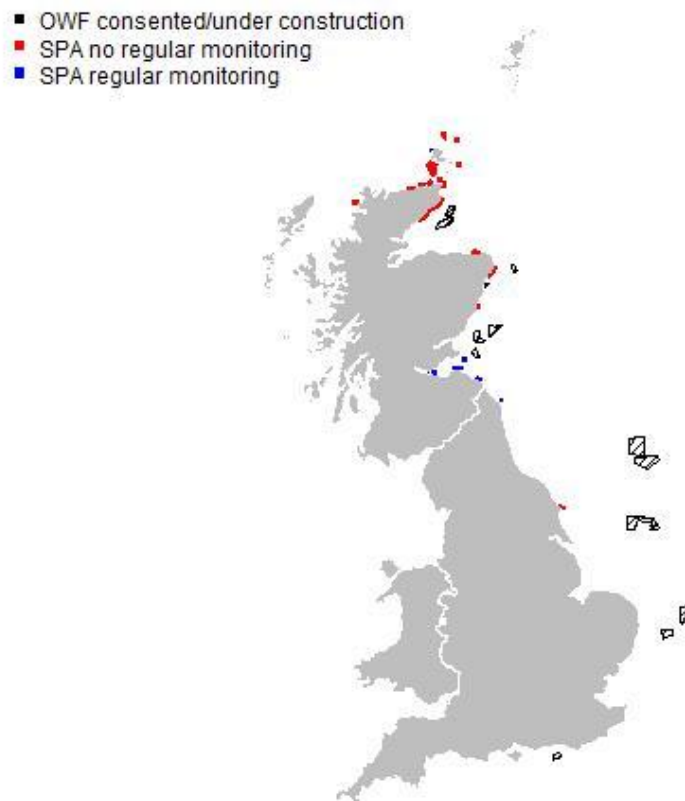 OWF consented/under construction
SPA no regular monitoring
SPA regular monitoring